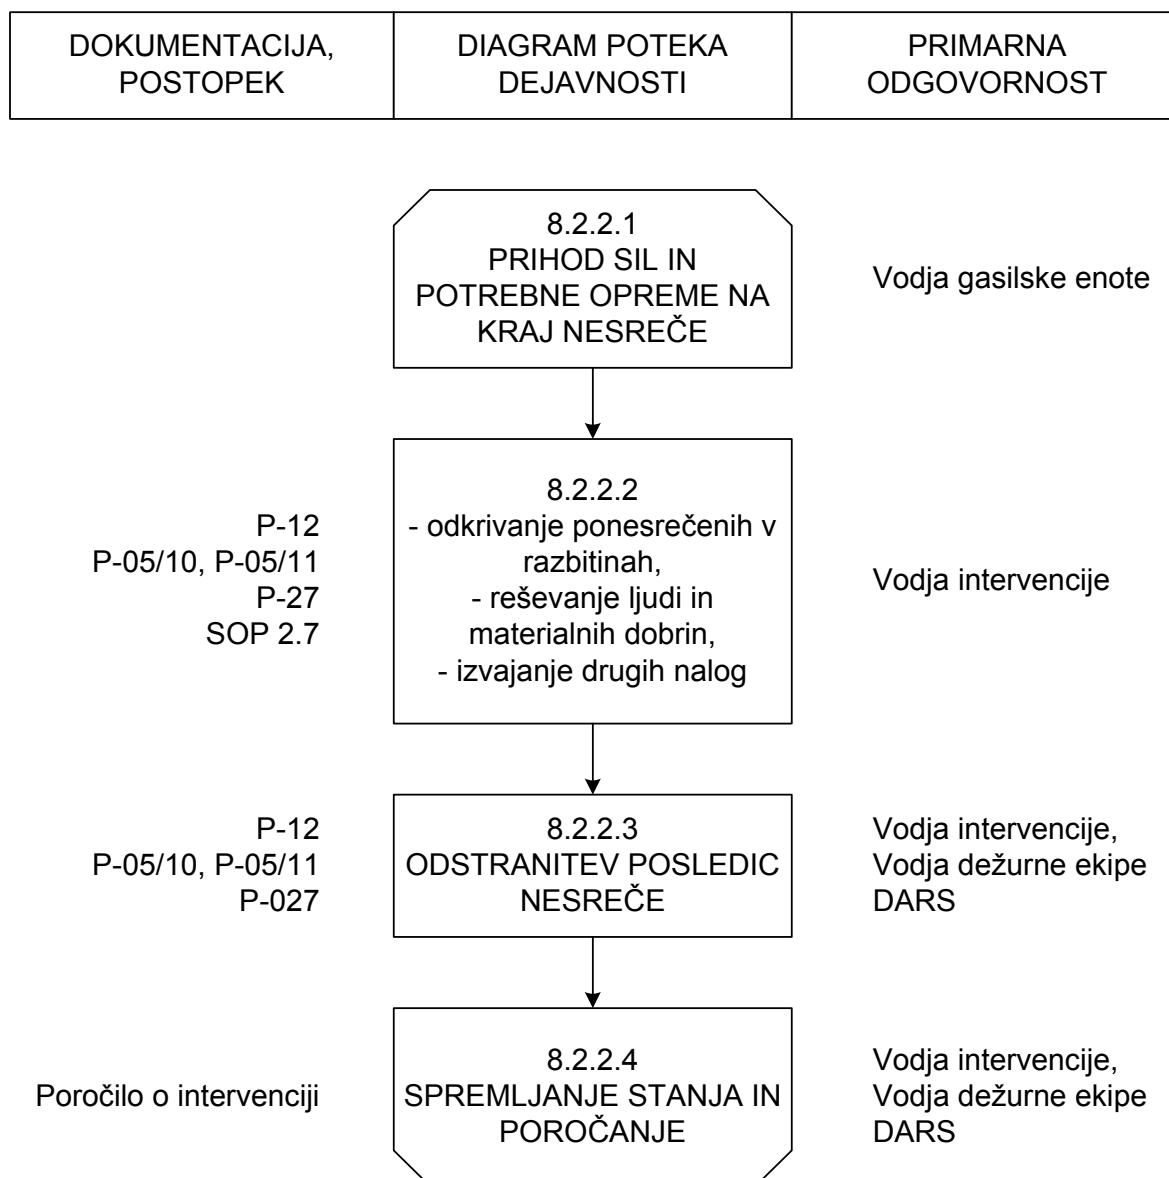 DOKUMENTACIJA,
POSTOPEK
DIAGRAM POTEKA
DEJAVNOSTI
PRIMARNA
ODGOVORNOST
8.2.2.1
PRIHOD SIL IN
POTREBNE OPREME NA
KRAJ NESREČE
Vodja gasilske enote
P-12
P-05/10, P-05/11
P-27
SOP 2.7
8.2.2.2
- odkrivanje ponesrečenih v
razbitinah,
- reševanje ljudi in
materialnih dobrin,
- izvajanje drugih nalog
Vodja intervencije
P-12
P-05/10, P-05/11
P-027
8.2.2.3
ODSTRANITEV POSLEDIC
NESREČE
Vodja intervencije,
Vodja dežurne ekipe
DARS
Poročilo o intervenciji
8.2.2.4
SPREMLJANJE STANJA IN
POROČANJE
Vodja intervencije,
Vodja dežurne ekipe
DARS